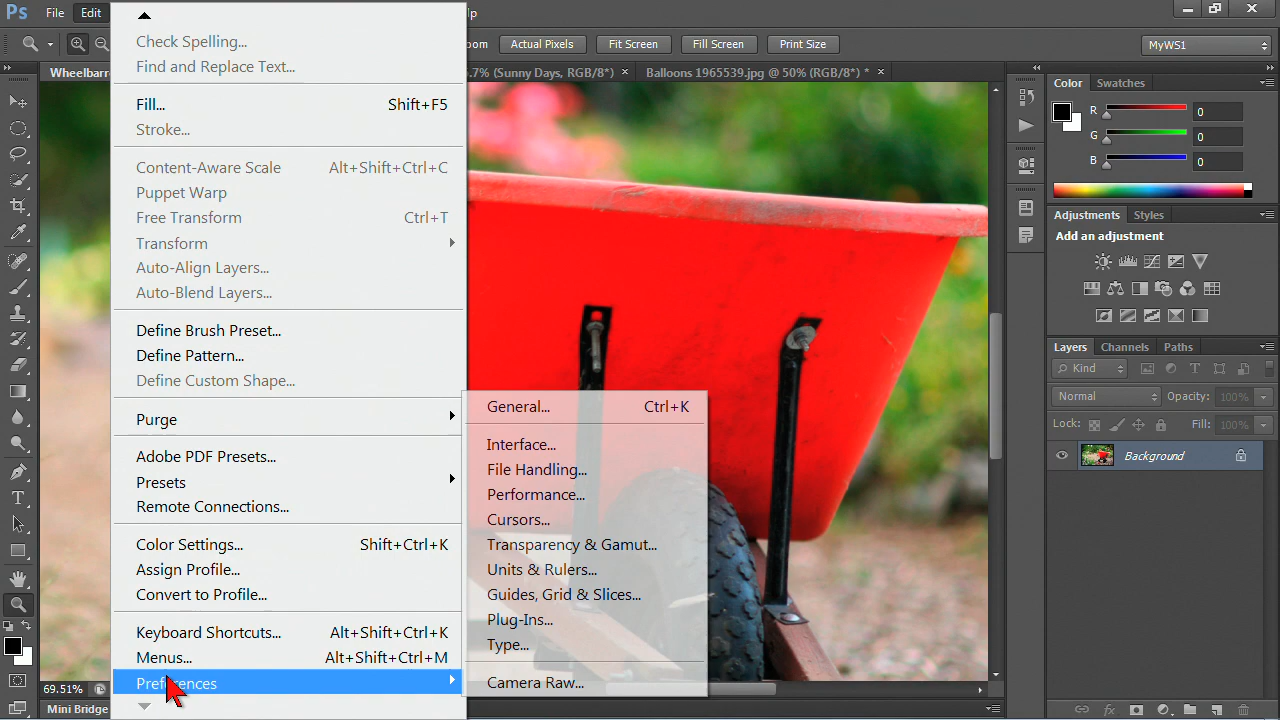 Ps File Edit lp
Check Spelling...
Find and Replace Text...
Fill... Shift+F5
Stroke...
Content-Aware Scale Alt+Shift+Ctrl+C
Puppet Warp
Free Transform Ctrl+T
Transform
Auto-Align Layers...
Auto-Blend Layers...
Define Brush Preset...
Define Pattern...
Define Custom Shape...
Purge
Adobe PDF Presets...
Presets
Remote Connections...
Color Settings... Shift+Ctrl+K
Assign Profile...
Convert to Profile...
Keyboard Shortcuts... Alt+Shift+Ctrl+K
Menus... Alt+Shift+Ctrl+M
Preferences
General... Ctrl+K
Interface...
File Handling...
Performance...
Cursors...
Transparency & Gamut...
Units & Rulers...
Guides, Grid & Slices...
Plug-Ins...
Type...
Camera Raw...
oom Actual Pixels Fit Screen Fill Screen Print Size MyWS1
Wheelbarr .7% (Sunny Days, RGB/8*) × Balloons 1965539.jpg @ 50% (RGB/8*) * ×
Color Swatches
R 0
G 0
B 0
Adjustments Styles
Add an adjustment
Layers Channels Paths
Kind
Normal Opacity: 100%
Lock: Fill: 100%
Background
69.51%
Mini Bridge